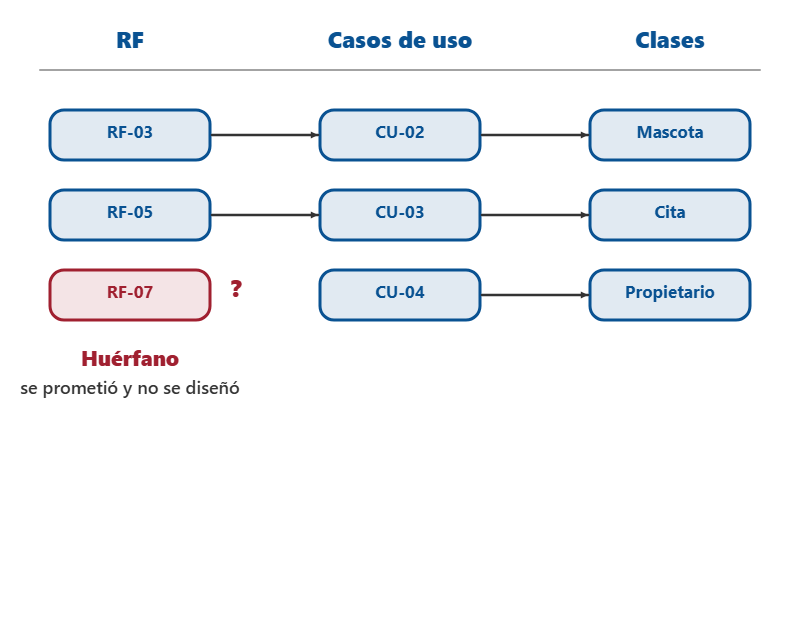 RF
Casos de uso
Clases
RF-03
CU-02
Mascota
RF-05
CU-03
Cita
RF-07
?
CU-04
Propietario
Huérfano
se prometió y no se diseñó